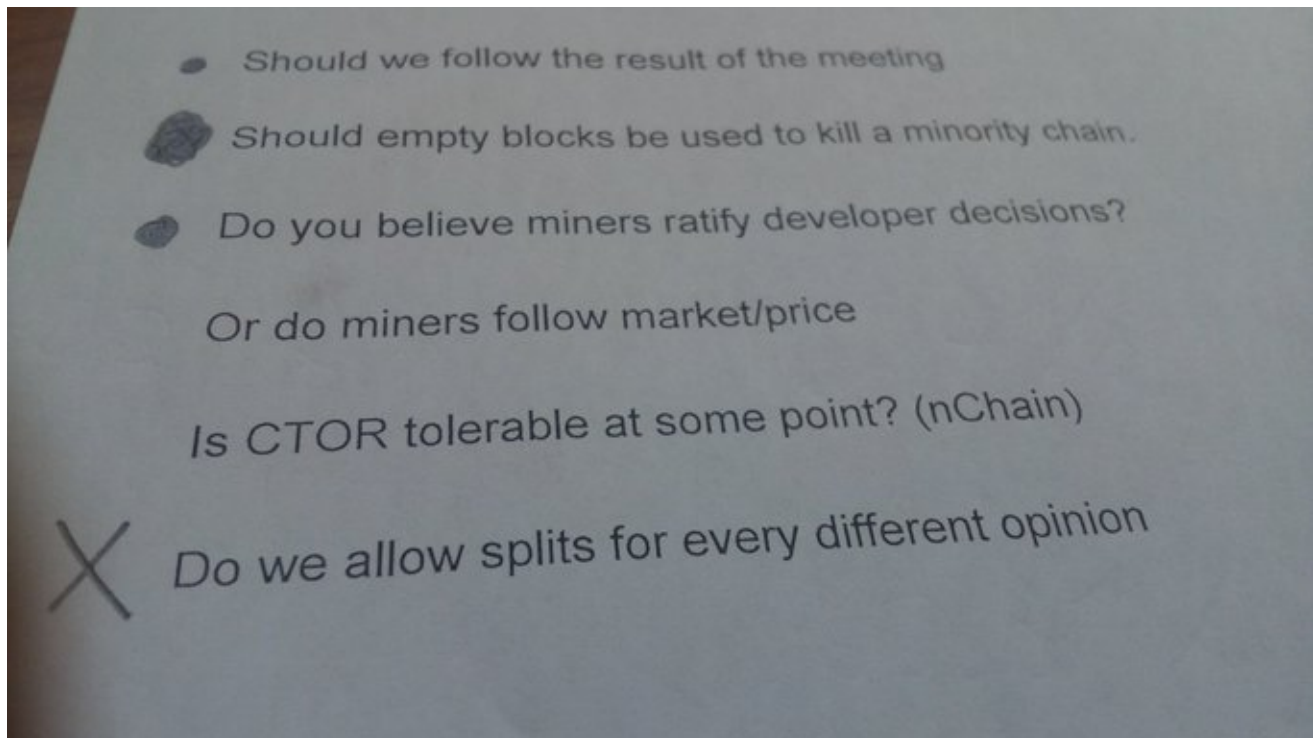 Should we follow the result of the meeting
Should empty blocks be used to kill a minority chain.
Do you believe miners ratify developer decisions?
Or do miners follow market/price
Is CTOR tolerable at some point? (nChain)
Do we allow splits for every different opinion